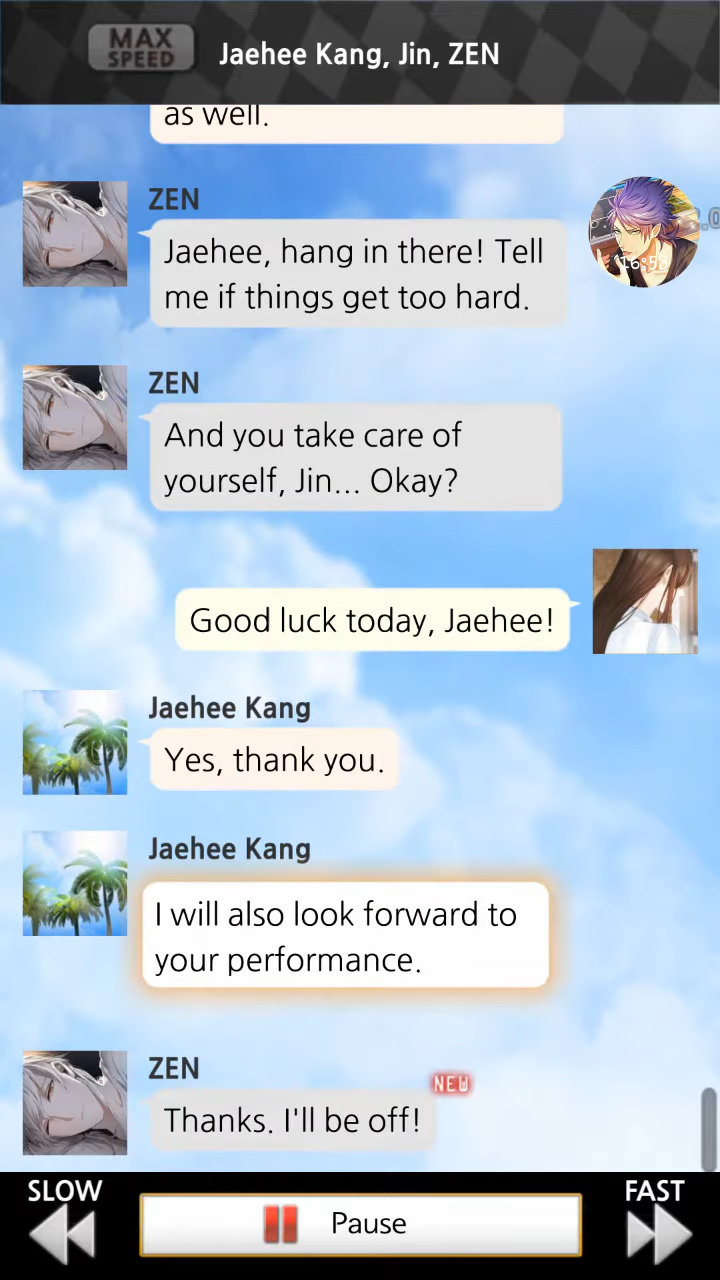 MAX
SPEED
Jaehee Kang, Jin, ZEN
as well.
ZEN
Jaehee, hang in there! Tell
me if things get too hard.
ZEN
And you take care of
yourself, Jin... Okay?
Good luck today, Jaehee!
Jaehee Kang
Yes, thank you.
Jaehee Kang
I will also look forward to
your performance.
ZEN
NEW
Thanks. I'll be off!
SLOW
FAST
Pause